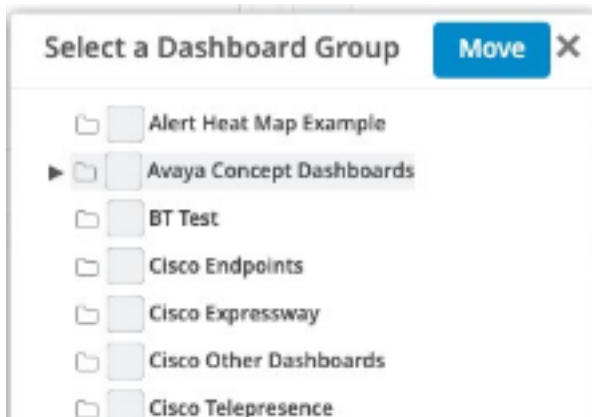 Select a Dashboard Group Move
Alert Heat Map Example
Avaya Concept Dashboards
BT Test
Cisco Endpoints
Cisco Expressway
Cisco Other Dashboards
Cisco Telepresence